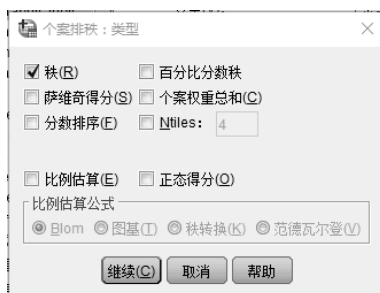 个案排秩：类型
秩(R) 百分比分数秩
萨维奇得分(S) 个案权重总和(C)
分数排序(F) Ntiles： 4
比例估算(E) 正态得分(O)
比例估算公式
Blom 图基(T) 秩转换(K) 范德瓦尔登(V)
继续(C) 取消 帮助